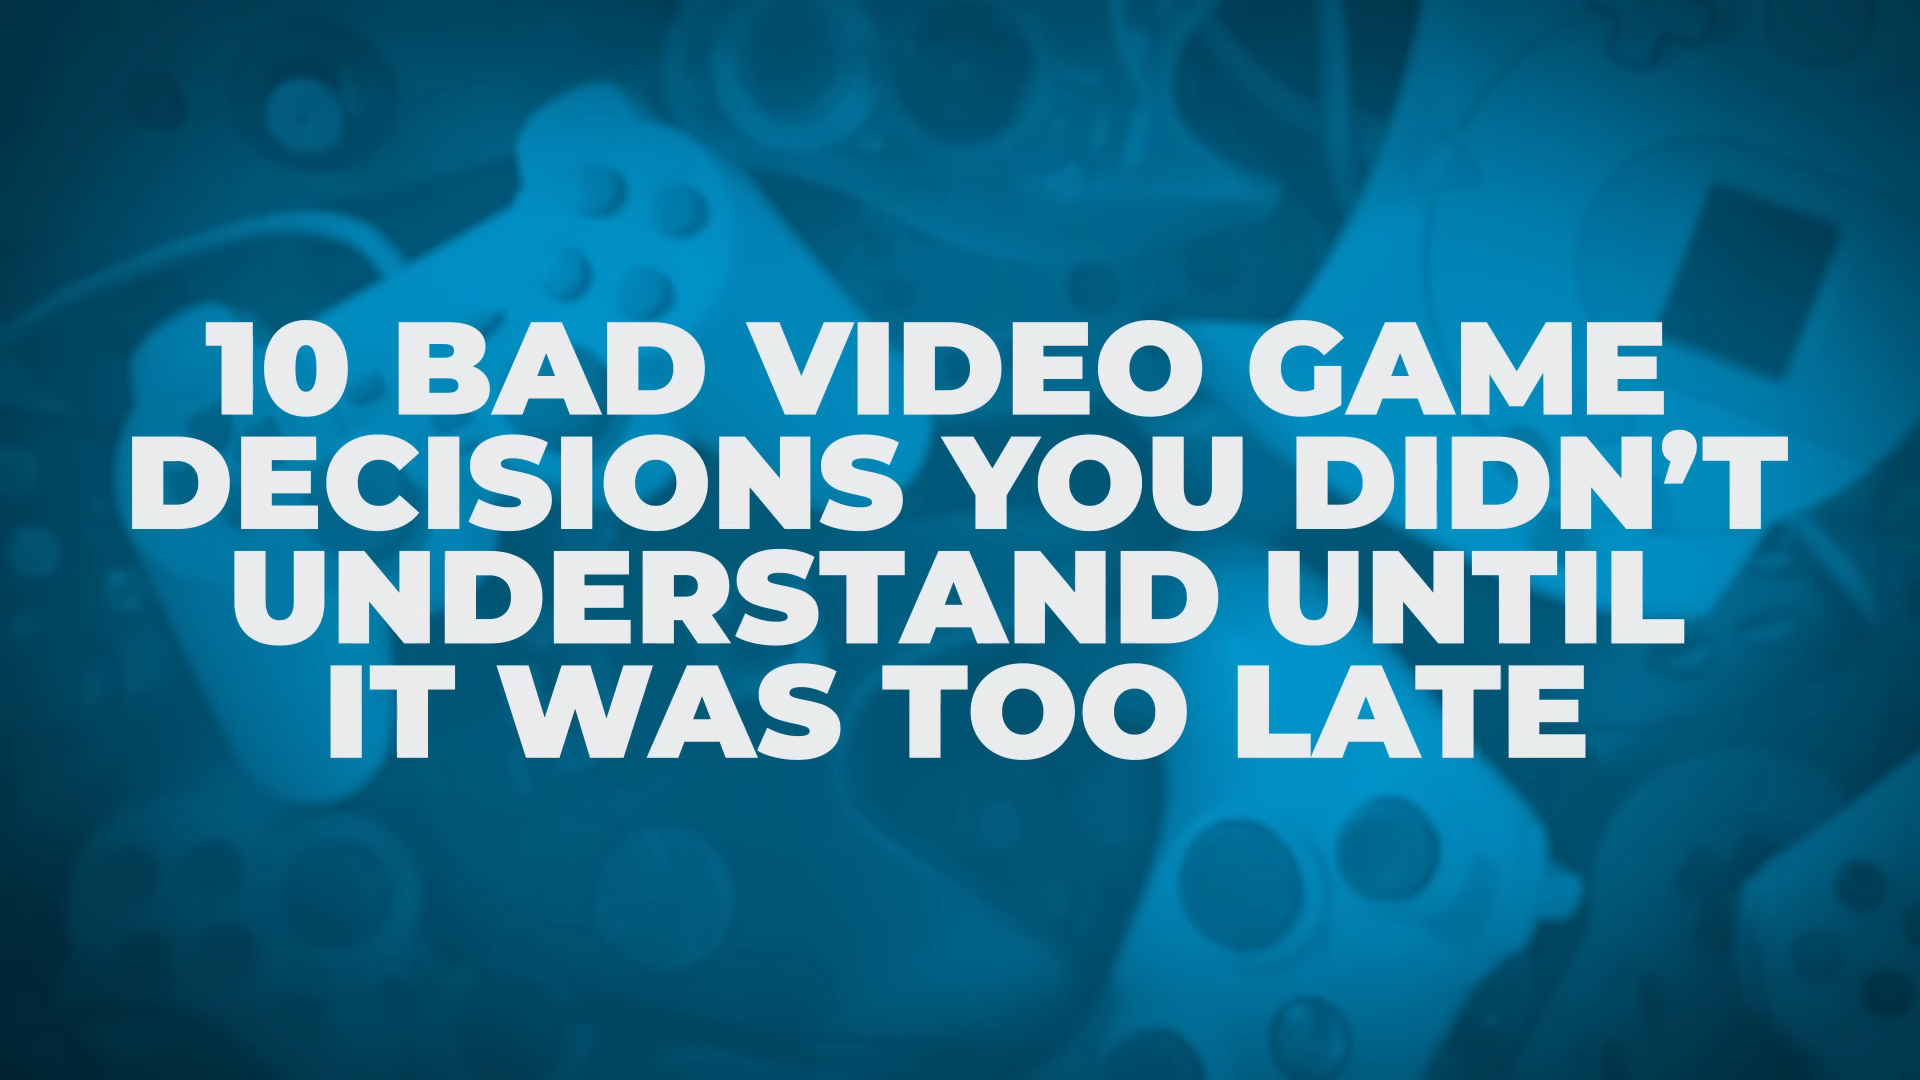 10 BAD VIDEO GAME
DECISIONS YOU DIDN’T
UNDERSTAND UNTIL
IT WAS TOO LATE